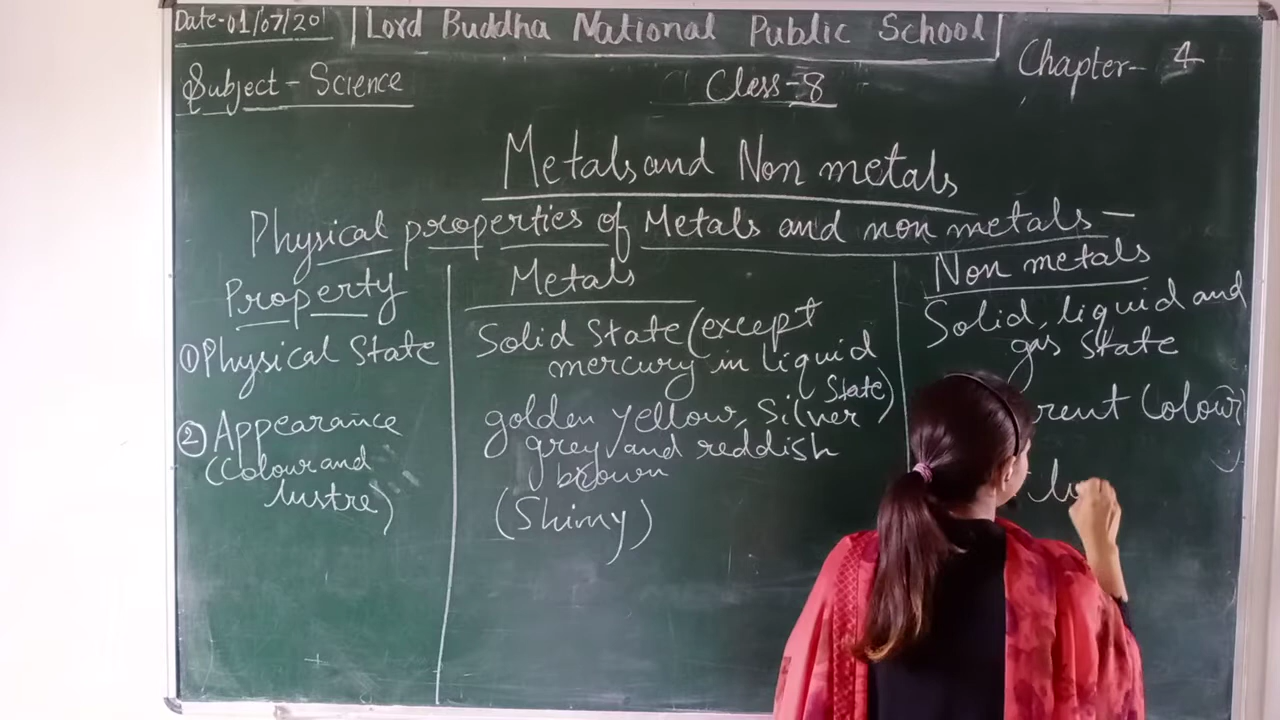 Date-01/07/20
Lord Buddha National Public School
Subject - Science
Class-8
Chapter- 4
Metals and Non metals
Physical properties of Metals and non metals -
Property
① Physical State
② Appearance
(Colour and
lustre)
Metals
Solid State (except
mercury in liquid
State)
golden yellow, Silver
grey and reddish
brown
(Shiny)
Non metals
Solid, liquid and
gas State
Colour